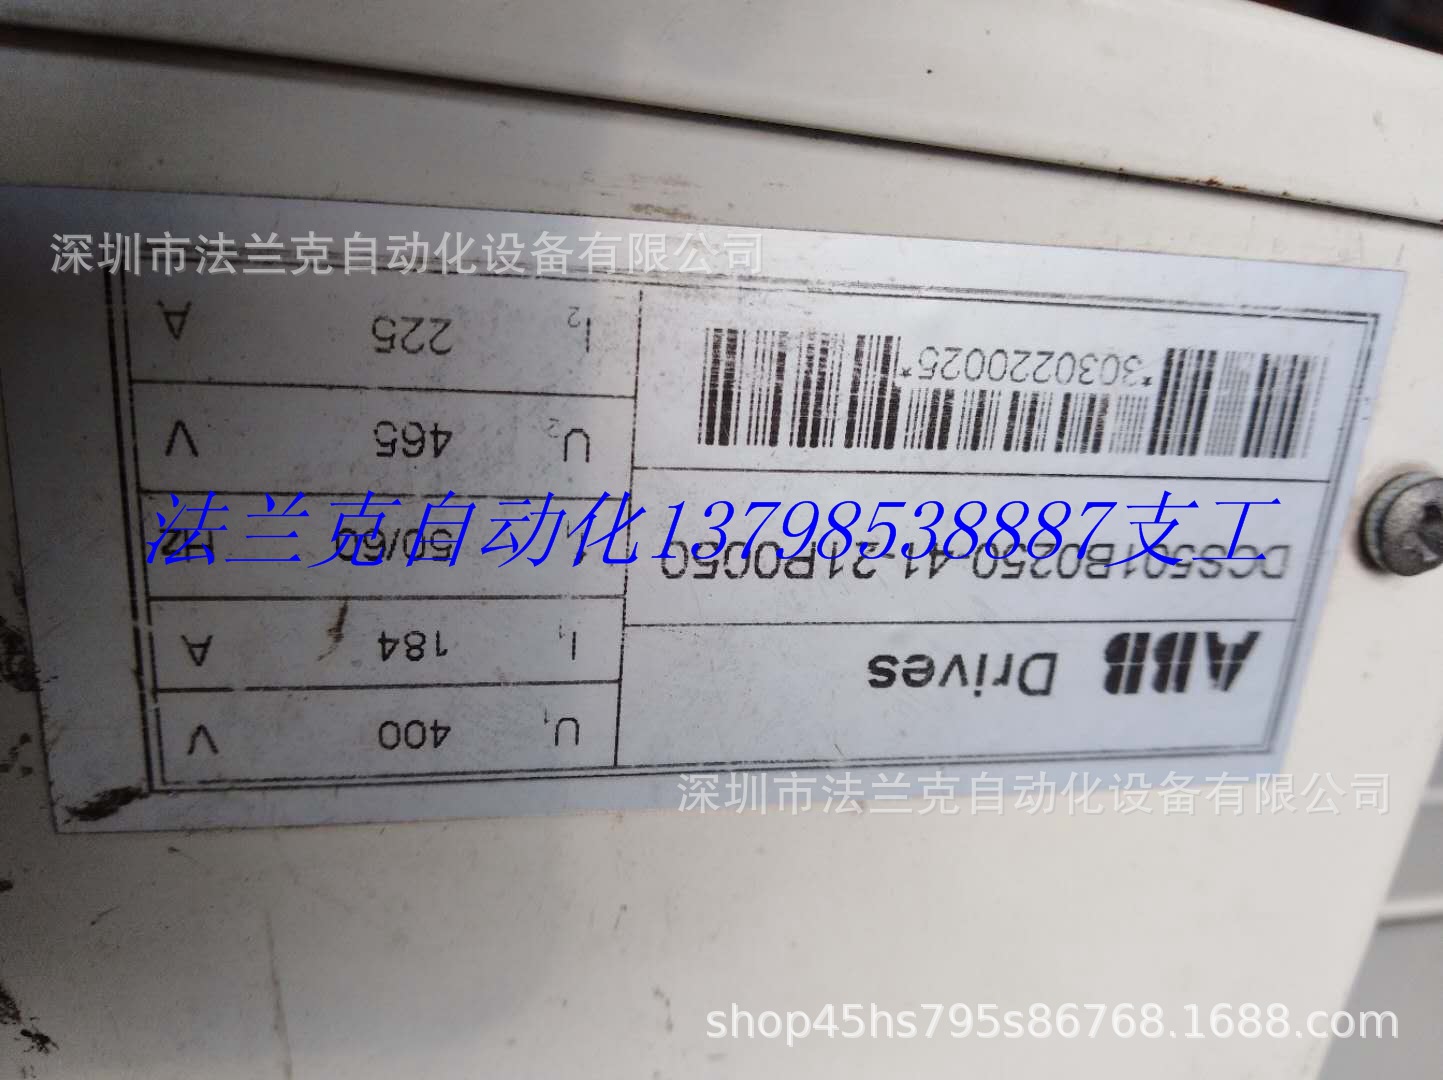 深圳市法兰克自动化设备有限公司
ABB Drives
DCS501B0250-41-21P0050
*3030220025*
U1 400 V
I1 184 A
f1 50/60 Hz
U2 465 V
I2 225 A
法兰克自动化13798538887支工
深圳市法兰克自动化设备有限公司
shop45hs795s86768.1688.com